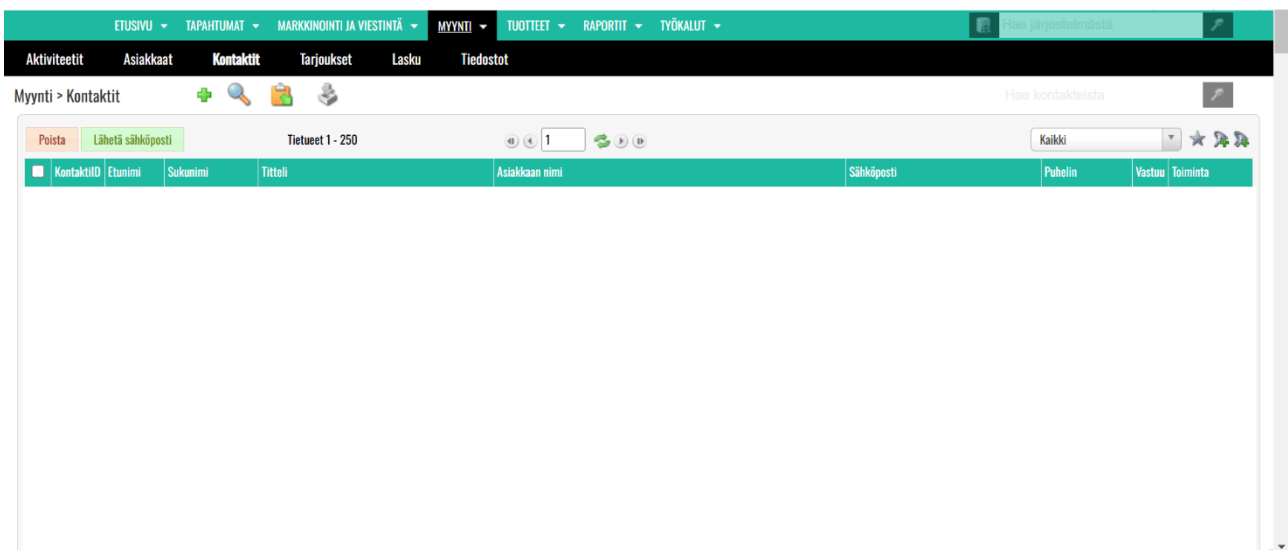 ETUSIVU TAPAHTUMAT MARKKINOINTI JA VIESTINTÄ MYYNTI TUOTTEET RAPORTIT TYÖKALUT Hae järjestelmästä
Aktiviteetit Asiakkaat Kontaktit Tarjoukset Lasku Tiedostot
Myynti > Kontaktit Hae kontakteista
Poista Lähetä sähköposti Tietueet 1 - 250 1 Kaikki
KontaktiID Etunimi Sukunimi Titteli Asiakkaan nimi Sähköposti Puhelin Vastuu Toiminta